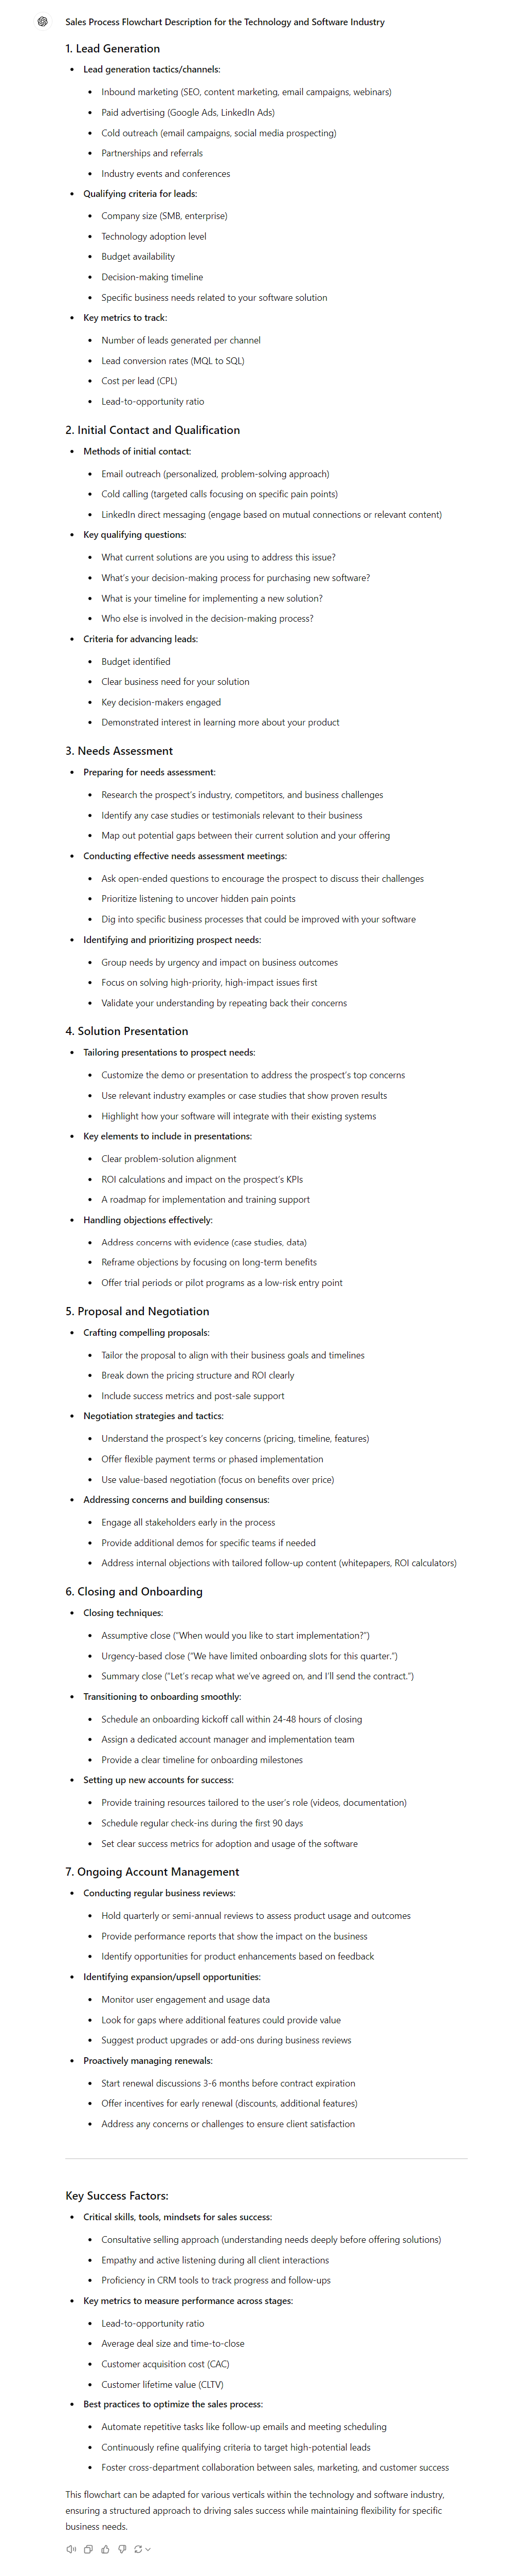 Sales Process Flowchart Description for the Technology and Software Industry
1. Lead Generation
Lead generation tactics/channels:
Inbound marketing (SEO, content marketing, email campaigns, webinars)
Paid advertising (Google Ads, LinkedIn Ads)
Cold outreach (email campaigns, social media prospecting)
Partnerships and referrals
Industry events and conferences
Qualifying criteria for leads:
Company size (SMB, enterprise)
Technology adoption level
Budget availability
Decision-making timeline
Specific business needs related to your software solution
Key metrics to track:
Number of leads generated per channel
Lead conversion rates (MQL to SQL)
Cost per lead (CPL)
Lead-to-opportunity ratio
2. Initial Contact and Qualification
Methods of initial contact:
Email outreach (personalized, problem-solving approach)
Cold calling (targeted calls focusing on specific pain points)
LinkedIn direct messaging (engage based on mutual connections or relevant content)
Key qualifying questions:
What current solutions are you using to address this issue?
What's your decision-making process for purchasing new software?
What is your timeline for implementing a new solution?
Who else is involved in the decision-making process?
Criteria for advancing leads:
Budget identified
Clear business need for your solution
Key decision-makers engaged
Demonstrated interest in learning more about your product
3. Needs Assessment
Preparing for needs assessment:
Research the prospect's industry, competitors, and business challenges
Identify any case studies or testimonials relevant to their business
Map out potential gaps between their current solution and your offering
Conducting effective needs assessment meetings:
Ask open-ended questions to encourage the prospect to discuss their challenges
Prioritize listening to uncover hidden pain points
Dig into specific business processes that could be improved with your software
Identifying and prioritizing prospect needs:
Group needs by urgency and impact on business outcomes
Focus on solving high-priority, high-impact issues first
Validate your understanding by repeating back their concerns
4. Solution Presentation
Tailoring presentations to prospect needs:
Customize the demo or presentation to address the prospect's top concerns
Use relevant industry examples or case studies that show proven results
Highlight how your software will integrate with their existing systems
Key elements to include in presentations:
Clear problem-solution alignment
ROI calculations and impact on the prospect's KPIs
A roadmap for implementation and training support
Handling objections effectively:
Address concerns with evidence (case studies, data)
Reframe objections by focusing on long-term benefits
Offer trial periods or pilot programs as a low-risk entry point
5. Proposal and Negotiation
Crafting compelling proposals:
Tailor the proposal to align with their business goals and timelines
Break down the pricing structure and ROI clearly
Include success metrics and post-sale support
Negotiation strategies and tactics:
Understand the prospect's key concerns (pricing, timeline, features)
Offer flexible payment terms or phased implementation
Use value-based negotiation (focus on benefits over price)
Addressing concerns and building consensus:
Engage all stakeholders early in the process
Provide additional demos for specific teams if needed
Address internal objections with tailored follow-up content (whitepapers, ROI calculators)
6. Closing and Onboarding
Closing techniques:
Assumptive close ("When would you like to start implementation?")
Urgency-based close ("We have limited onboarding slots for this quarter.")
Summary close ("Let's recap what we've agreed on, and I'll send the contract.")
Transitioning to onboarding smoothly:
Schedule an onboarding kickoff call within 24-48 hours of closing
Assign a dedicated account manager and implementation team
Provide a clear timeline for onboarding milestones
Setting up new accounts for success:
Provide training resources tailored to the user's role (videos, documentation)
Schedule regular check-ins during the first 90 days
Set clear success metrics for adoption and usage of the software
7. Ongoing Account Management
Conducting regular business reviews:
Hold quarterly or semi-annual reviews to assess product usage and outcomes
Provide performance reports that show the impact on the business
Identify opportunities for product enhancements based on feedback
Identifying expansion/upsell opportunities:
Monitor user engagement and usage data
Look for gaps where additional features could provide value
Suggest product upgrades or add-ons during business reviews
Proactively managing renewals:
Start renewal discussions 3-6 months before contract expiration
Offer incentives for early renewal (discounts, additional features)
Address any concerns or challenges to ensure client satisfaction
Key Success Factors:
Critical skills, tools, mindsets for sales success:
Consultative selling approach (understanding needs deeply before offering solutions)
Empathy and active listening during all client interactions
Proficiency in CRM tools to track progress and follow-ups
Key metrics to measure performance across stages:
Lead-to-opportunity ratio
Average deal size and time-to-close
Customer acquisition cost (CAC)
Customer lifetime value (CLTV)
Best practices to optimize the sales process:
Automate repetitive tasks like follow-up emails and meeting scheduling
Continuously refine qualifying criteria to target high-potential leads
Foster cross-department collaboration between sales, marketing, and customer success
This flowchart can be adapted for various verticals within the technology and software industry,
ensuring a structured approach to driving sales success while maintaining flexibility for specific
business needs.